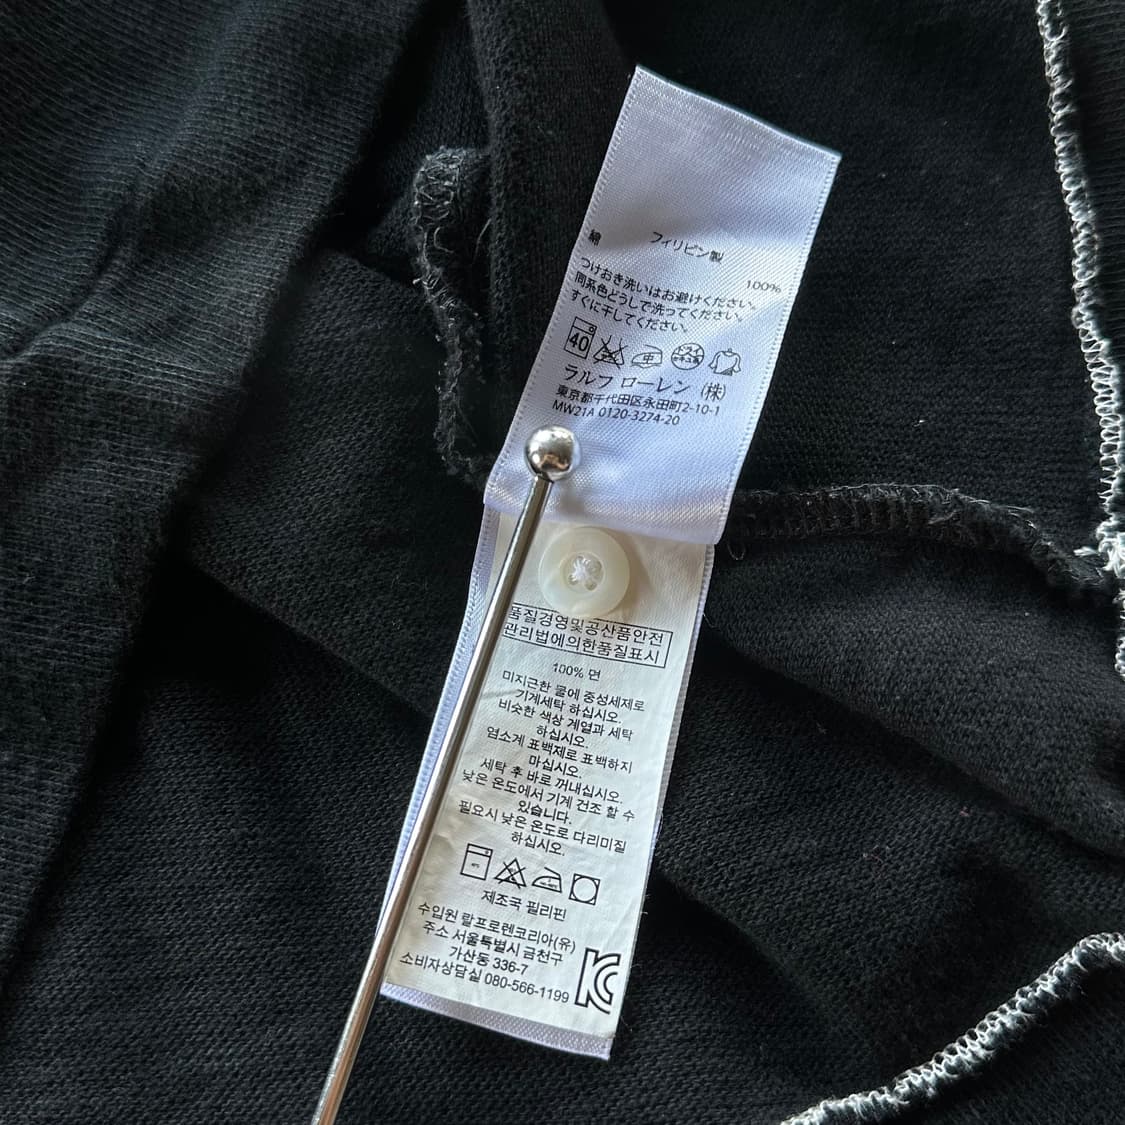 フィリピン製
綿 100%
つけおき洗いはお避けください。
同系色どうしで洗ってください。
すぐに干してください。
40 中 ドライ セキユ系
ラルフ ローレン (株)
東京都千代田区永田町2-10-1
MW21A 0120-3274-20
품질경영및공산품안전
관리법에의한품질표시
100% 면
미지근한 물에 중성세제로
기계세탁 하십시오.
비슷한 색상 계열과 세탁
하십시오.
염소계 표백제로 표백하지
마십시오.
세탁 후 바로 꺼내십시오.
낮은 온도에서 기계 건조 할 수
있습니다.
필요시 낮은 온도로 다리미질
하십시오.
제조국 필리핀
수입원 랄프로렌코리아(유)
주소 서울특별시 금천구
가산동 336-7
소비자상담실 080-566-1199